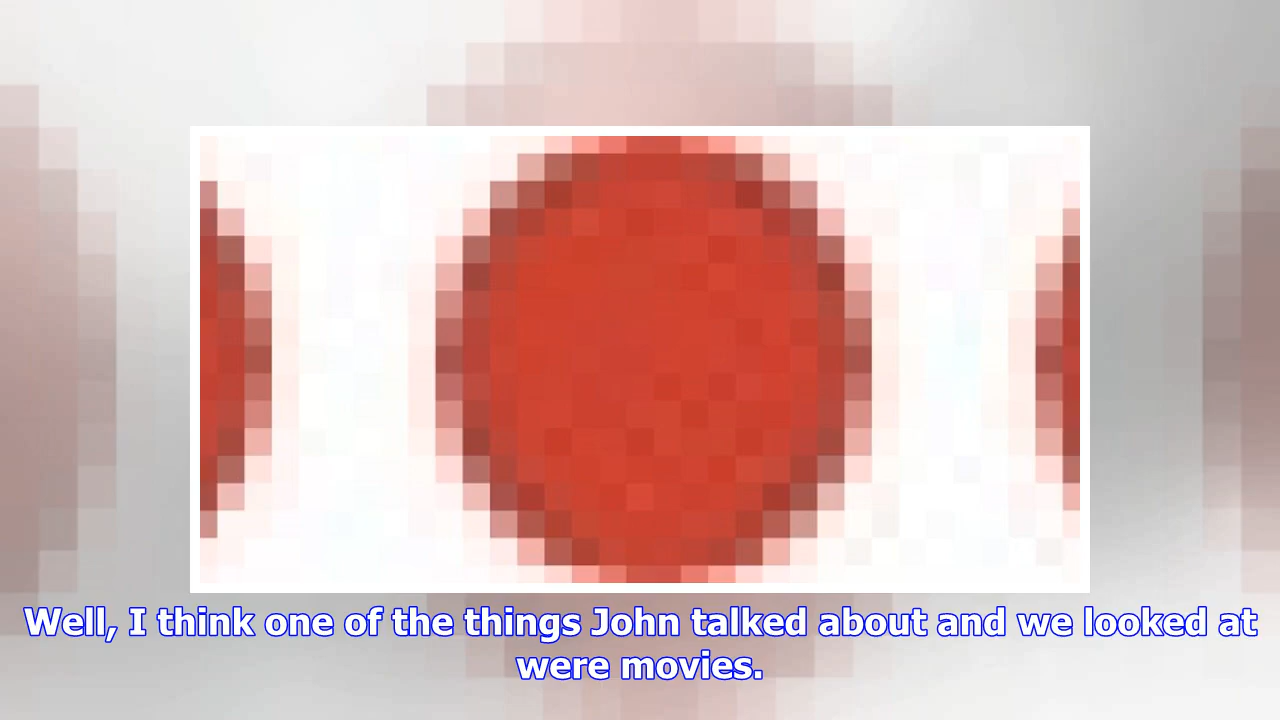 Well, I think one of the things John talked about and we looked at
were movies.